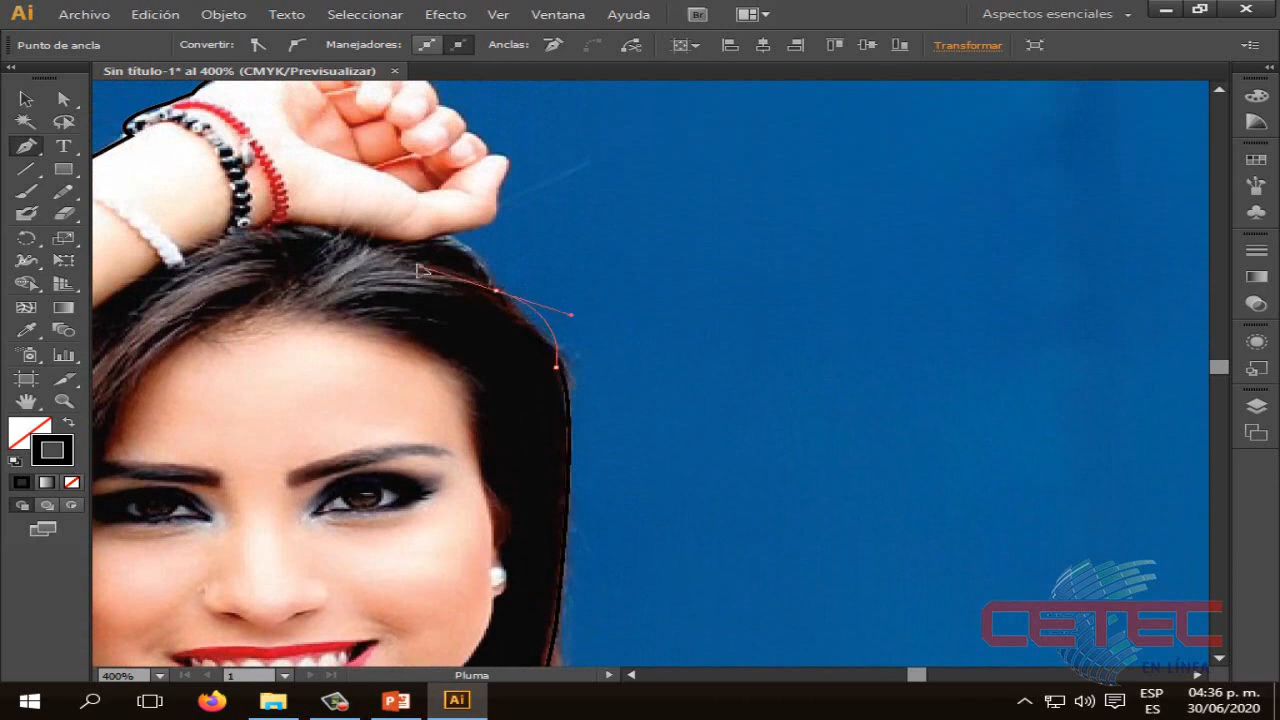 Ai Archivo Edición Objeto Texto Seleccionar Efecto Ver Ventana Ayuda Br Aspectos esenciales
Punto de ancla Convertir: Manejadores: Anclas: Transformar
Sin título-1* al 400% (CMYK/Previsualizar) ×
T
CETEC
EN LÍNEA
400% 1 Pluma
Ai ESP 04:36 p. m.
ES 30/06/2020